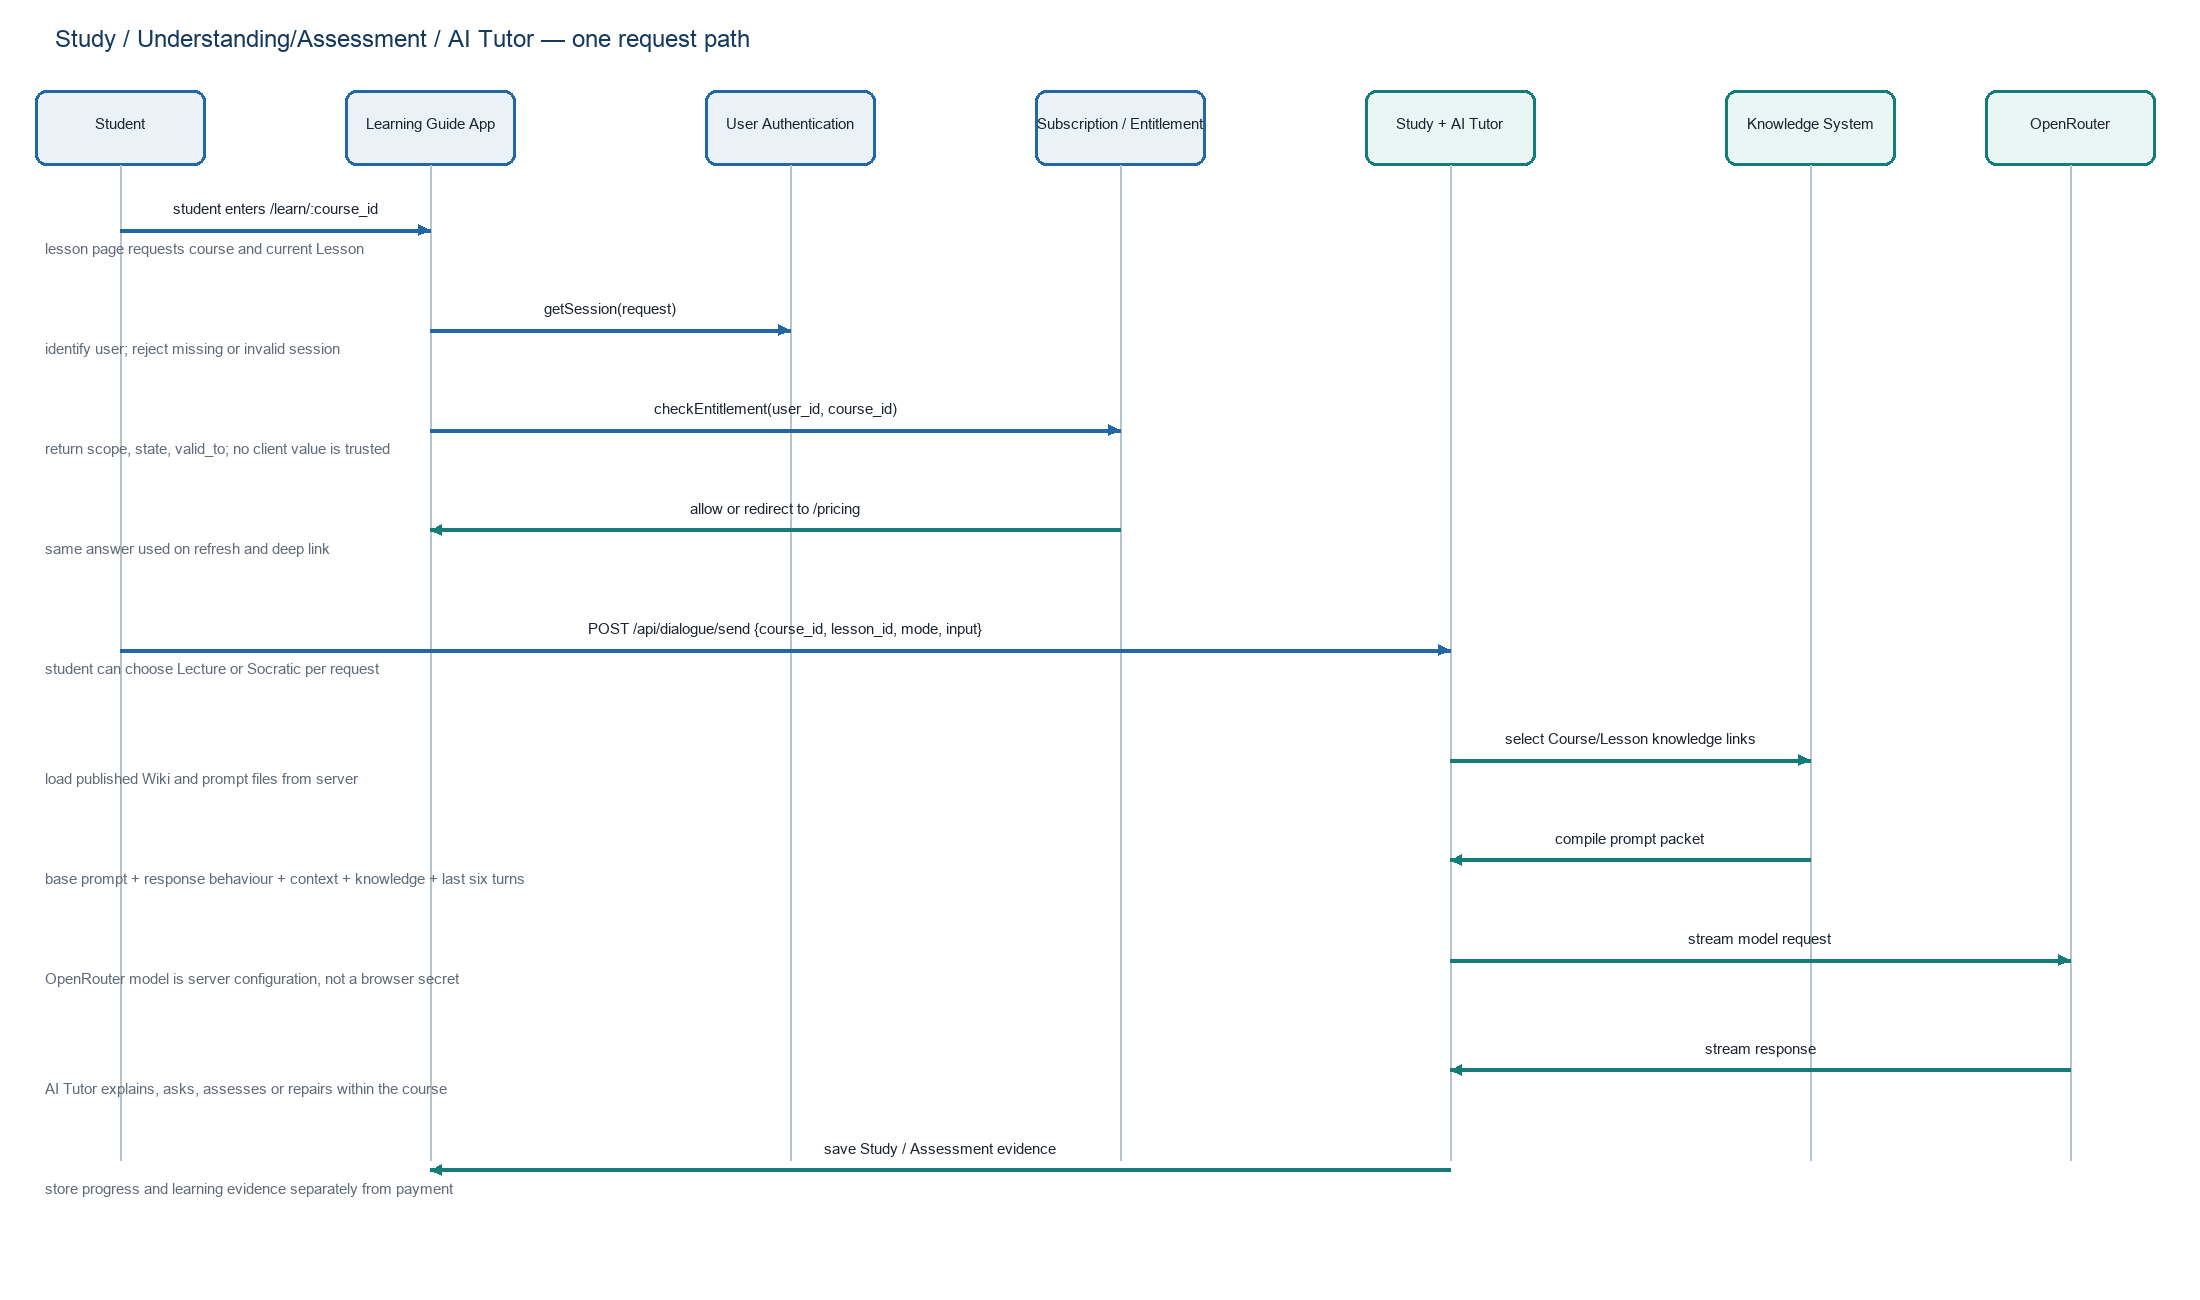 Study / Understanding/Assessment / AI Tutor — one request path
Student
Learning Guide App
User Authentication
Subscription / Entitlement
Study + AI Tutor
Knowledge System
OpenRouter
student enters /learn/:course_id
lesson page requests course and current Lesson
getSession(request)
identify user; reject missing or invalid session
checkEntitlement(user_id, course_id)
return scope, state, valid_to; no client value is trusted
allow or redirect to /pricing
same answer used on refresh and deep link
POST /api/dialogue/send {course_id, lesson_id, mode, input}
student can choose Lecture or Socratic per request
select Course/Lesson knowledge links
load published Wiki and prompt files from server
compile prompt packet
base prompt + response behaviour + context + knowledge + last six turns
stream model request
OpenRouter model is server configuration, not a browser secret
stream response
AI Tutor explains, asks, assesses or repairs within the course
save Study / Assessment evidence
store progress and learning evidence separately from payment